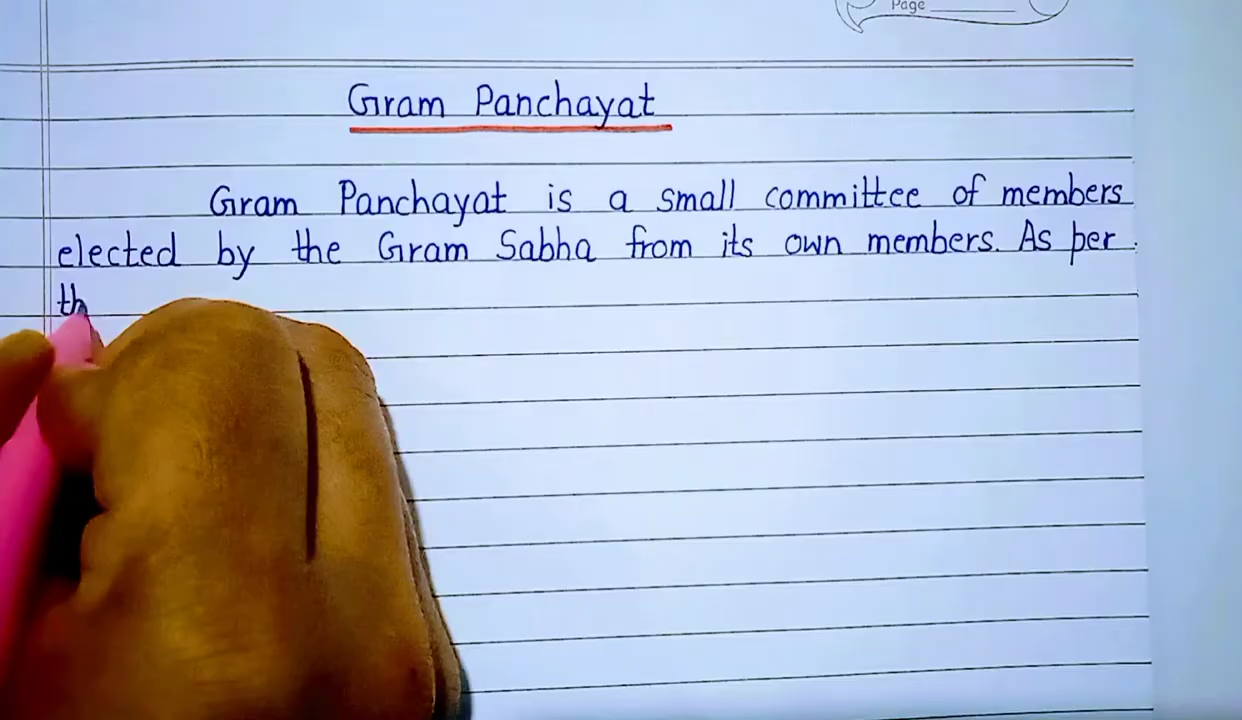 Page
Gram Panchayat
Gram Panchayat is a small committee of members
elected by the Gram Sabha from its own members. As per
th